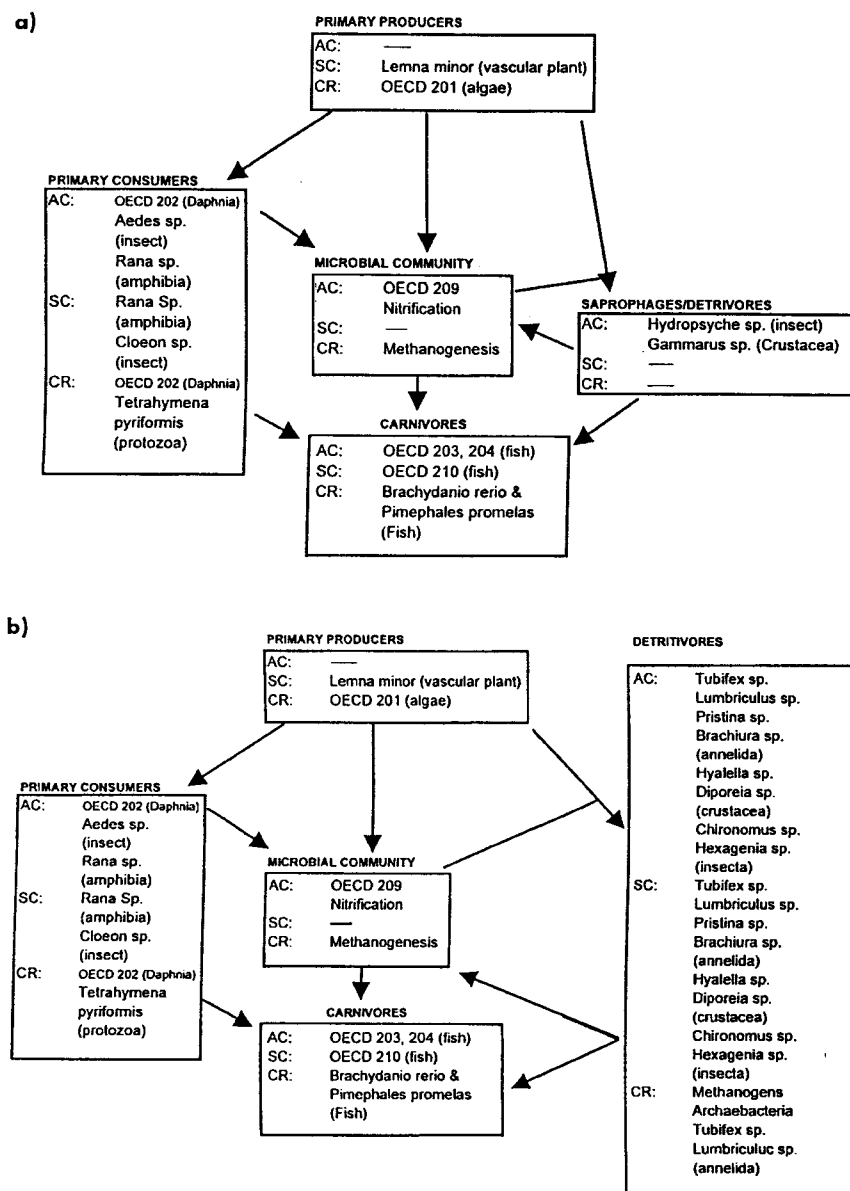 a)
PRIMARY PRODUCERS
AC: —
SC: Lemna minor (vascular plant)
CR: OECD 201 (algae)
PRIMARY CONSUMERS
AC: OECD 202 (Daphnia)
Aedes sp.
(insect)
Rana sp.
(amphibia)
SC: Rana Sp.
(amphibia)
Cloeon sp.
(insect)
CR: OECD 202 (Daphnia)
Tetrahymena
pyriformis
(protozoa)
MICROBIAL COMMUNITY
AC: OECD 209
Nitrification
SC: —
CR: Methanogenesis
SAPROPHAGES/DETRIVORES
AC: Hydropsyche sp. (insect)
Gammarus sp. (Crustacea)
SC: —
CR: —
CARNIVORES
AC: OECD 203, 204 (fish)
SC: OECD 210 (fish)
CR: Brachydanio rerio &
Pimephales promelas
(Fish)
b)
PRIMARY PRODUCERS
AC: —
SC: Lemna minor (vascular plant)
CR: OECD 201 (algae)
PRIMARY CONSUMERS
AC: OECD 202 (Daphnia)
Aedes sp.
(insect)
Rana sp.
(amphibia)
SC: Rana Sp.
(amphibia)
Cloeon sp.
(insect)
CR: OECD 202 (Daphnia)
Tetrahymena
pyriformis
(protozoa)
MICROBIAL COMMUNITY
AC: OECD 209
Nitrification
SC: —
CR: Methanogenesis
CARNIVORES
AC: OECD 203, 204 (fish)
SC: OECD 210 (fish)
CR: Brachydanio rerio &
Pimephales promelas
(Fish)
DETRITIVORES
AC: Tubifex sp.
Lumbriculus sp.
Pristina sp.
Brachiura sp.
(annelida)
Hyalella sp.
Diporeia sp.
(crustacea)
Chironomus sp.
Hexagenia sp.
(insecta)
SC: Tubifex sp.
Lumbriculus sp.
Pristina sp.
Brachiura sp.
(annelida)
Hyalella sp.
Diporeia sp.
(crustacea)
Chironomus sp.
Hexagenia sp.
(insecta)
CR: Methanogens
Archaebacteria
Tubifex sp.
Lumbriculuc sp.
(annelida)